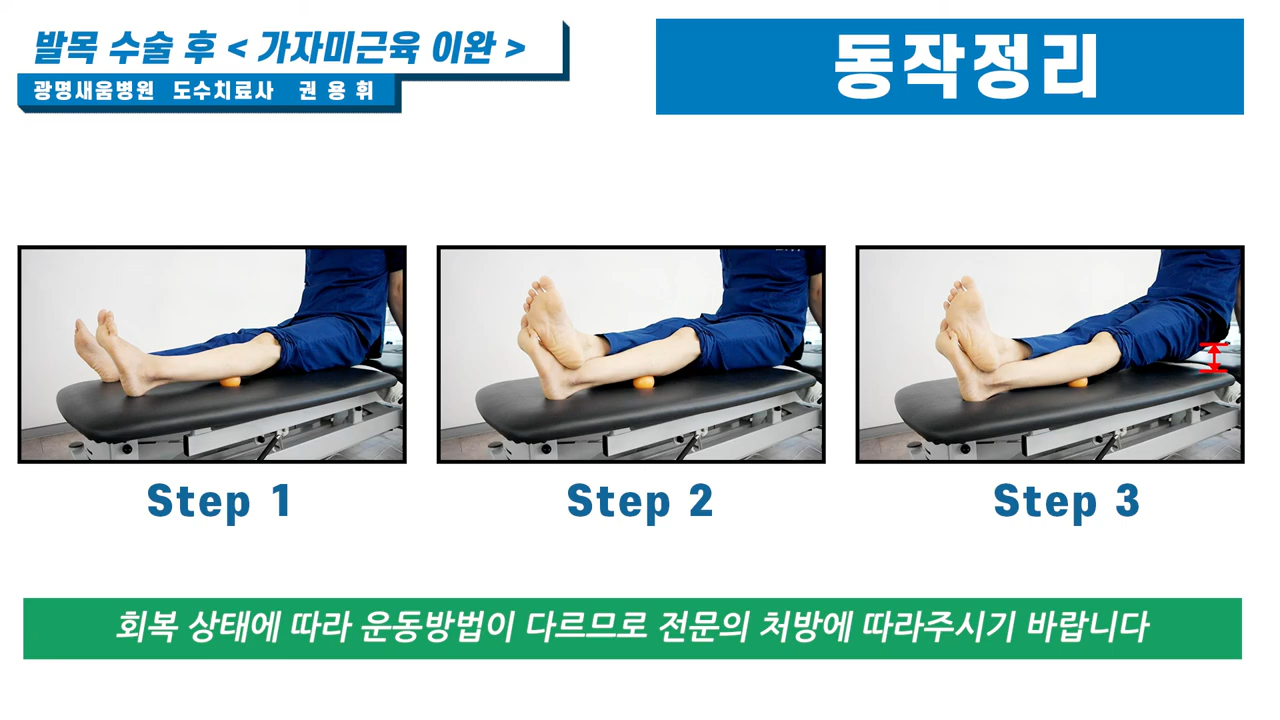 발목 수술 후 < 가자미근육 이완 >
광명새움병원 도수치료사 권 용 휘
동작정리
Step 1
Step 2
Step 3
회복 상태에 따라 운동방법이 다르므로 전문의 처방에 따라주시기 바랍니다